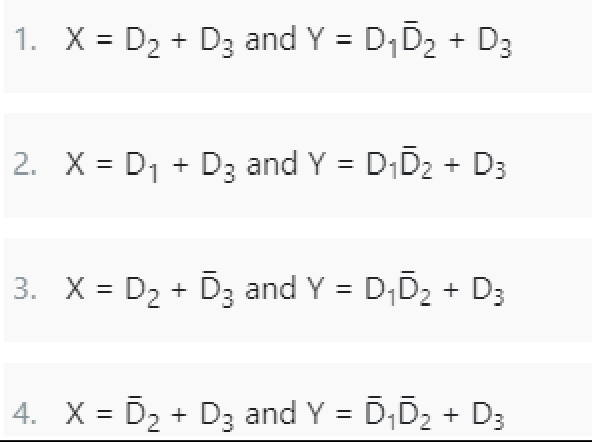 1. X = D₂ + D₃ and Y = D₁D̄₂ + D₃
2. X = D₁ + D₃ and Y = D₁D̄₂ + D₃
3. X = D₂ + D̄₃ and Y = D₁D̄₂ + D₃
4. X = D̄₂ + D₃ and Y = D̄₁D̄₂ + D₃